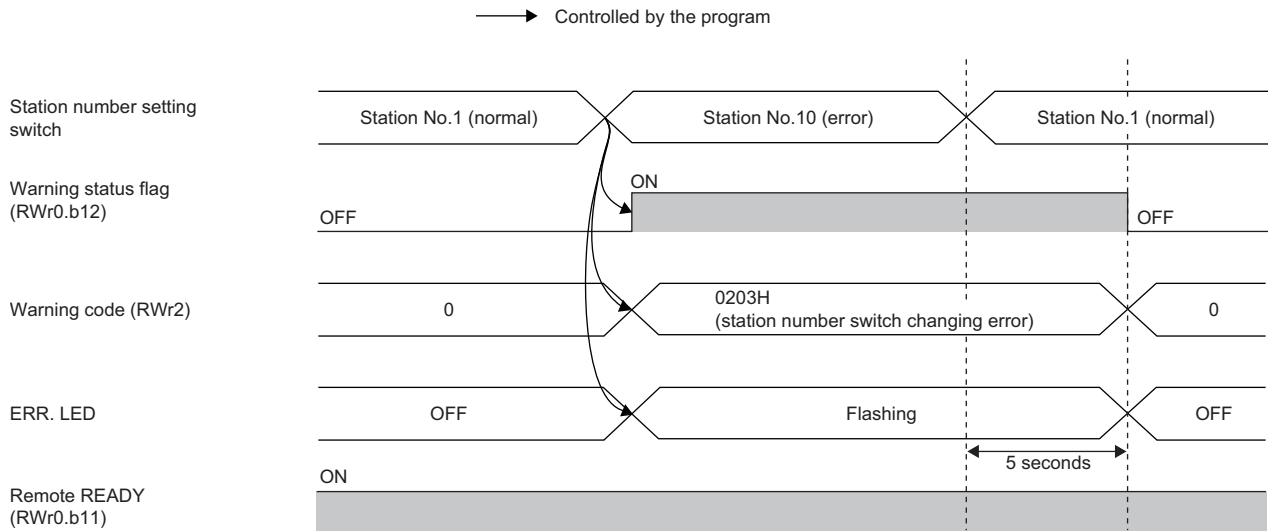 Controlled by the program
Station number setting
switch
Station No.1 (normal)
Station No.10 (error)
Station No.1 (normal)
Warning status flag
(RWr0.b12)
OFF
ON
OFF
Warning code (RWr2)
0
0203H
(station number switch changing error)
0
ERR. LED
OFF
Flashing
OFF
5 seconds
Remote READY
(RWr0.b11)
ON